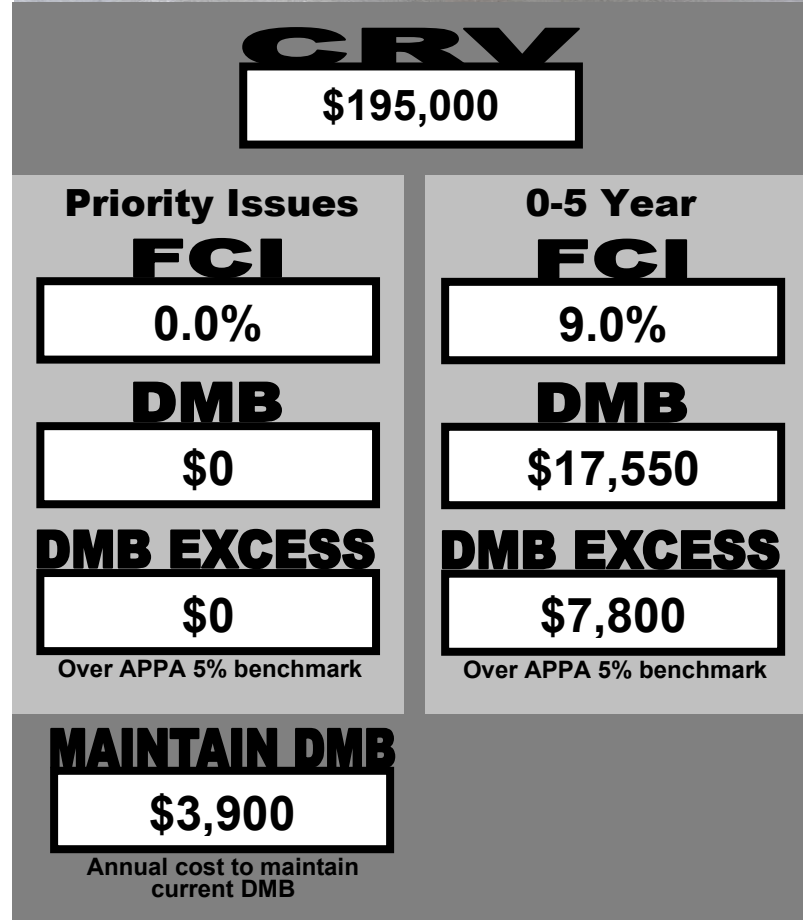 CRV
$195,000
Priority Issues
FCI
0.0%
DMB
$0
DMB EXCESS
$0
Over APPA 5% benchmark
0-5 Year
FCI
9.0%
DMB
$17,550
DMB EXCESS
$7,800
Over APPA 5% benchmark
MAINTAIN DMB
$3,900
Annual cost to maintain
current DMB